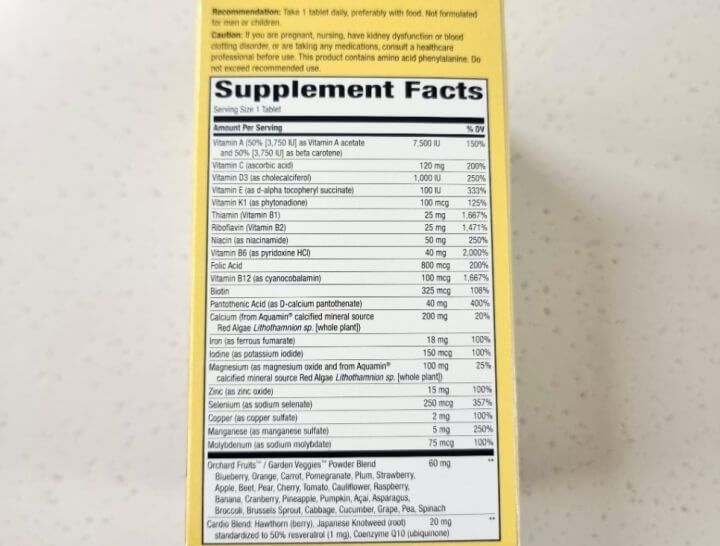 Recommendation: Take 1 tablet daily, preferably with food. Not formulated
for men or children.
Caution: If you are pregnant, nursing, have kidney dysfunction or blood
clotting disorder, or are taking any medications, consult a healthcare
professional before use. This product contains amino acid phenylalanine. Do
not exceed recommended use.
Supplement Facts
Serving Size 1 Tablet
Amount Per Serving % DV
Vitamin A (50% [3,750 IU] as Vitamin A acetate 7,500 IU 150%
and 50% [3,750 IU] as beta carotene)
Vitamin C (ascorbic acid) 120 mg 200%
Vitamin D3 (as cholecalciferol) 1,000 IU 250%
Vitamin E (as d-alpha tocopheryl succinate) 100 IU 333%
Vitamin K1 (as phytonadione) 100 mcg 125%
Thiamin (Vitamin B1) 25 mg 1,667%
Riboflavin (Vitamin B2) 25 mg 1,471%
Niacin (as niacinamide) 50 mg 250%
Vitamin B6 (as pyridoxine HCl) 40 mg 2,000%
Folic Acid 800 mcg 200%
Vitamin B12 (as cyanocobalamin) 100 mcg 1,667%
Biotin 325 mcg 108%
Pantothenic Acid (as D-calcium pantothenate) 40 mg 400%
Calcium (from Aquamin® calcified mineral source 200 mg 20%
Red Algae Lithothamnion sp. [whole plant])
Iron (as ferrous fumarate) 18 mg 100%
Iodine (as potassium iodide) 150 mcg 100%
Magnesium (as magnesium oxide and from Aquamin® 100 mg 25%
calcified mineral source Red Algae Lithothamnion sp. [whole plant])
Zinc (as zinc oxide) 15 mg 100%
Selenium (as sodium selenate) 250 mcg 357%
Copper (as copper sulfate) 2 mg 100%
Manganese (as manganese sulfate) 5 mg 250%
Molybdenum (as sodium molybdate) 75 mcg 100%
Orchard Fruits™ / Garden Veggies™ Powder Blend 60 mg **
Blueberry, Orange, Carrot, Pomegranate, Plum, Strawberry,
Apple, Beet, Pear, Cherry, Tomato, Cauliflower, Raspberry,
Banana, Cranberry, Pineapple, Pumpkin, Açai, Asparagus,
Broccoli, Brussels Sprout, Cabbage, Cucumber, Grape, Pea, Spinach
Cardio Blend: Hawthorn (berry), Japanese Knotweed (root) 20 mg **
standardized to 50% resveratrol (1 mg), Coenzyme Q10 (ubiquinone)